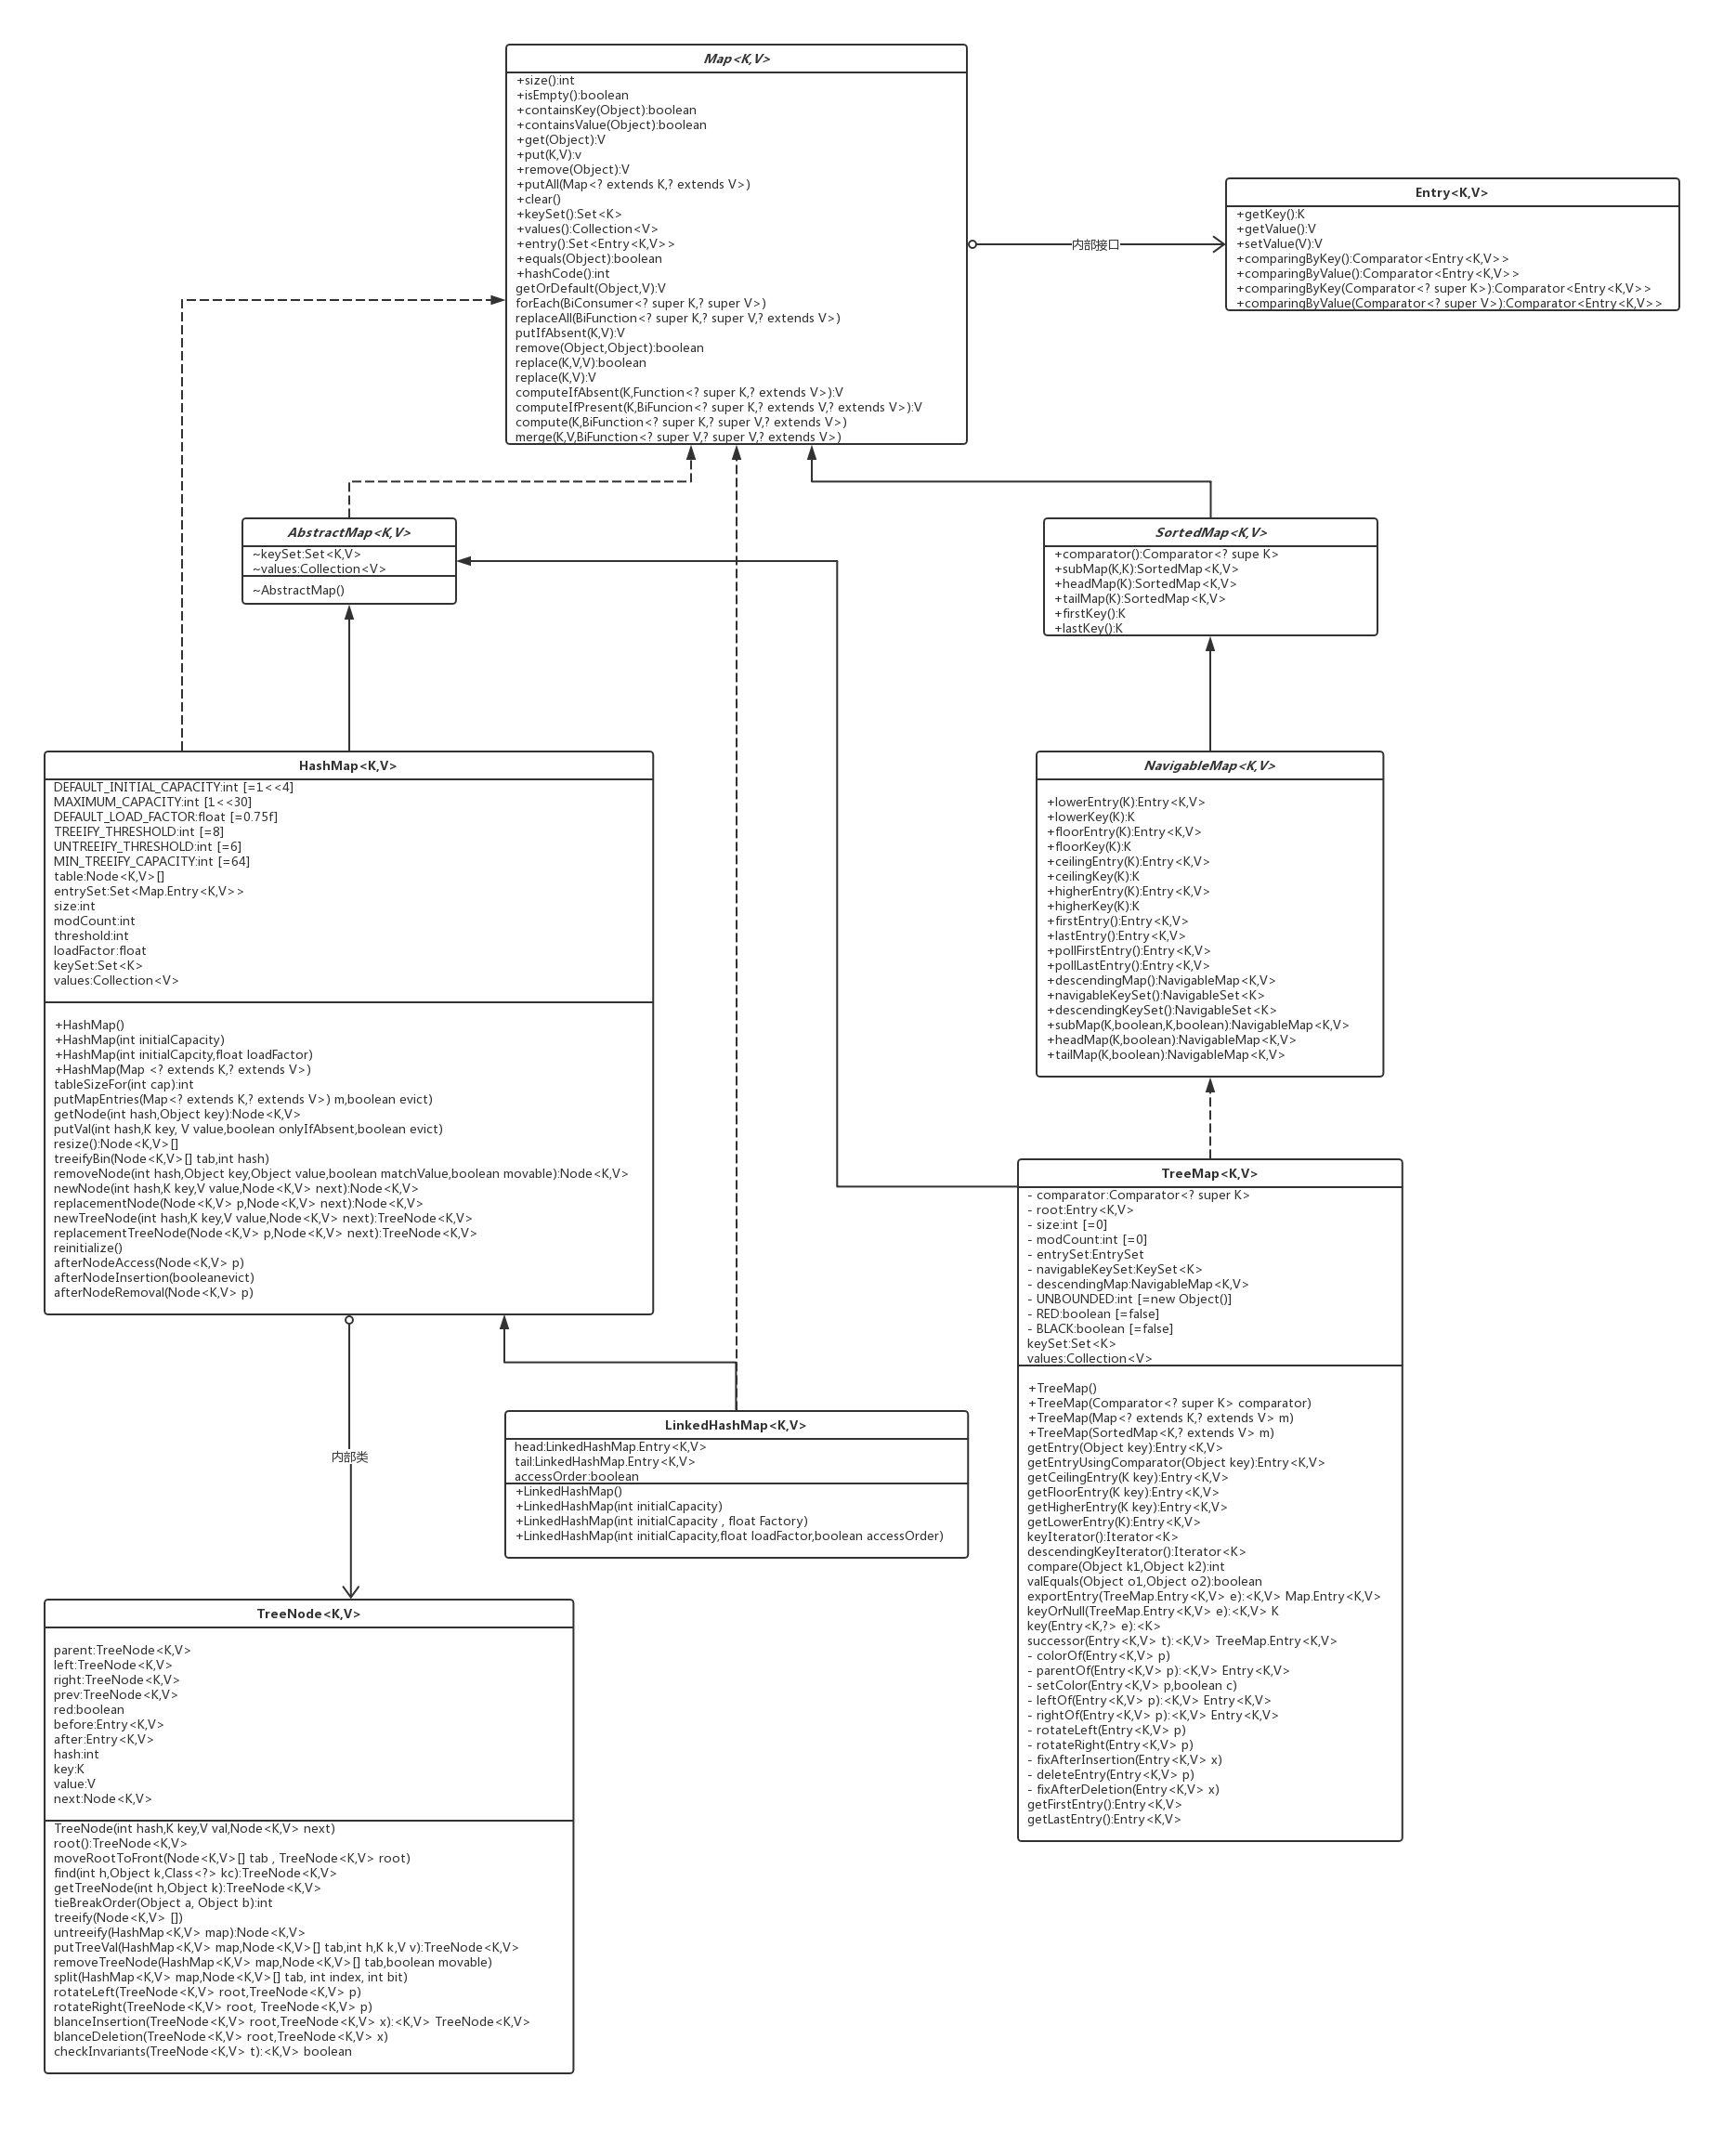 Map<K,V>
+size():int
+isEmpty():boolean
+containsKey(Object):boolean
+containsValue(Object):boolean
+get(Object):V
+put(K,V):v
+remove(Object):V
+putAll(Map<? extends K,? extends V>)
+clear()
+keySet():Set<K>
+values():Collection<V>
+entry():Set<Entry<K,V>>
+equals(Object):boolean
+hashCode():int
getOrDefault(Object,V):V
forEach(BiConsumer<? super K,? super V>)
replaceAll(BiFunction<? super K,? super V,? extends V>)
putIfAbsent(K,V):V
remove(Object,Object):boolean
replace(K,V,V):boolean
replace(K,V):V
computeIfAbsent(K,Function<? super K,? extends V>):V
computeIfPresent(K,BiFuncion<? super K,? extends V,? extends V>):V
compute(K,BiFunction<? super K,? super V,? extends V>)
merge(K,V,BiFunction<? super V,? super V,? extends V>)
内部接口
Entry<K,V>
+getKey():K
+getValue():V
+setValue(V):V
+comparingByKey():Comparator<Entry<K,V>>
+comparingByValue():Comparator<Entry<K,V>>
+comparingByKey(Comparator<? super K>):Comparator<Entry<K,V>>
+comparingByValue(Comparator<? super V>):Comparator<Entry<K,V>>
AbstractMap<K,V>
~keySet:Set<K,V>
~values:Collection<V>
~AbstractMap()
SortedMap<K,V>
+comparator():Comparator<? supe K>
+subMap(K,K):SortedMap<K,V>
+headMap(K):SortedMap<K,V>
+tailMap(K):SortedMap<K,V>
+firstKey():K
+lastKey():K
HashMap<K,V>
DEFAULT_INITIAL_CAPACITY:int [=1<<4]
MAXIMUM_CAPACITY:int [1<<30]
DEFAULT_LOAD_FACTOR:float [=0.75f]
TREEIFY_THRESHOLD:int [=8]
UNTREEIFY_THRESHOLD:int [=6]
MIN_TREEIFY_CAPACITY:int [=64]
table:Node<K,V>[]
entrySet:Set<Map.Entry<K,V>>
size:int
modCount:int
threshold:int
loadFactor:float
keySet:Set<K>
values:Collection<V>
+HashMap()
+HashMap(int initialCapacity)
+HashMap(int initialCapcity,float loadFactor)
+HashMap(Map <? extends K,? extends V>)
tableSizeFor(int cap):int
putMapEntries(Map<? extends K,? extends V>) m,boolean evict)
getNode(int hash,Object key):Node<K,V>
putVal(int hash,K key, V value,boolean onlyIfAbsent,boolean evict)
resize():Node<K,V>[]
treeifyBin(Node<K,V>[] tab,int hash)
removeNode(int hash,Object key,Object value,boolean matchValue,boolean movable):Node<K,V>
newNode(int hash,K key,V value,Node<K,V> next):Node<K,V>
replacementNode(Node<K,V> p,Node<K,V> next):Node<K,V>
newTreeNode(int hash,K key,V value,Node<K,V> next):TreeNode<K,V>
replacementTreeNode(Node<K,V> p,Node<K,V> next):TreeNode<K,V>
reinitialize()
afterNodeAccess(Node<K,V> p)
afterNodeInsertion(booleanevict)
afterNodeRemoval(Node<K,V> p)
NavigableMap<K,V>
+lowerEntry(K):Entry<K,V>
+lowerKey(K):K
+floorEntry(K):Entry<K,V>
+floorKey(K):K
+ceilingEntry(K):Entry<K,V>
+ceilingKey(K):K
+higherEntry(K):Entry<K,V>
+higherKey(K):K
+firstEntry():Entry<K,V>
+lastEntry():Entry<K,V>
+pollFirstEntry():Entry<K,V>
+pollLastEntry():Entry<K,V>
+descendingMap():NavigableMap<K,V>
+navigableKeySet():NavigableSet<K>
+descendingKeySet():NavigableSet<K>
+subMap(K,boolean,K,boolean):NavigableMap<K,V>
+headMap(K,boolean):NavigableMap<K,V>
+tailMap(K,boolean):NavigableMap<K,V>
TreeMap<K,V>
- comparator:Comparator<? super K>
- root:Entry<K,V>
- size:int [=0]
- modCount:int [=0]
- entrySet:EntrySet
- navigableKeySet:KeySet<K>
- descendingMap:NavigableMap<K,V>
- UNBOUNDED:int [=new Object()]
- RED:boolean [=false]
- BLACK:boolean [=false]
keySet:Set<K>
values:Collection<V>
+TreeMap()
+TreeMap(Comparator<? super K> comparator)
+TreeMap(Map<? extends K,? extends V> m)
+TreeMap(SortedMap<K,? extends V> m)
getEntry(Object key):Entry<K,V>
getEntryUsingComparator(Object key):Entry<K,V>
getCeilingEntry(K key):Entry<K,V>
getFloorEntry(K key):Entry<K,V>
getHigherEntry(K key):Entry<K,V>
getLowerEntry(K):Entry<K,V>
keyIterator():Iterator<K>
descendingKeyIterator():Iterator<K>
compare(Object k1,Object k2):int
valEquals(Object o1,Object o2):boolean
exportEntry(TreeMap.Entry<K,V> e):<K,V> Map.Entry<K,V>
keyOrNull(TreeMap.Entry<K,V> e):<K,V> K
key(Entry<K,?> e):<K>
successor(Entry<K,V> t):<K,V> TreeMap.Entry<K,V>
- colorOf(Entry<K,V> p)
- parentOf(Entry<K,V> p):<K,V> Entry<K,V>
- setColor(Entry<K,V> p,boolean c)
- leftOf(Entry<K,V> p):<K,V> Entry<K,V>
- rightOf(Entry<K,V> p):<K,V> Entry<K,V>
- rotateLeft(Entry<K,V> p)
- rotateRight(Entry<K,V> p)
- fixAfterInsertion(Entry<K,V> x)
- deleteEntry(Entry<K,V> p)
- fixAfterDeletion(Entry<K,V> x)
getFirstEntry():Entry<K,V>
getLastEntry():Entry<K,V>
LinkedHashMap<K,V>
head:LinkedHashMap.Entry<K,V>
tail:LinkedHashMap.Entry<K,V>
accessOrder:boolean
+LinkedHashMap()
+LinkedHashMap(int initialCapacity)
+LinkedHashMap(int initialCapacity , float Factory)
+LinkedHashMap(int initialCapacity,float loadFactor,boolean accessOrder)
内部类
TreeNode<K,V>
parent:TreeNode<K,V>
left:TreeNode<K,V>
right:TreeNode<K,V>
prev:TreeNode<K,V>
red:boolean
before:Entry<K,V>
after:Entry<K,V>
hash:int
key:K
value:V
next:Node<K,V>
TreeNode(int hash,K key,V val,Node<K,V> next)
root():TreeNode<K,V>
moveRootToFront(Node<K,V>[] tab , TreeNode<K,V> root)
find(int h,Object k,Class<?> kc):TreeNode<K,V>
getTreeNode(int h,Object k):TreeNode<K,V>
tieBreakOrder(Object a, Object b):int
treeify(Node<K,V> [])
untreeify(HashMap<K,V> map):Node<K,V>
putTreeVal(HashMap<K,V> map,Node<K,V>[] tab,int h,K k,V v):TreeNode<K,V>
removeTreeNode(HashMap<K,V> map,Node<K,V>[] tab,boolean movable)
split(HashMap<K,V> map,Node<K,V>[] tab, int index, int bit)
rotateLeft(TreeNode<K,V> root,TreeNode<K,V> p)
rotateRight(TreeNode<K,V> root, TreeNode<K,V> p)
blanceInsertion(TreeNode<K,V> root,TreeNode<K,V> x):<K,V> TreeNode<K,V>
blanceDeletion(TreeNode<K,V> root,TreeNode<K,V> x)
checkInvariants(TreeNode<K,V> t):<K,V> boolean